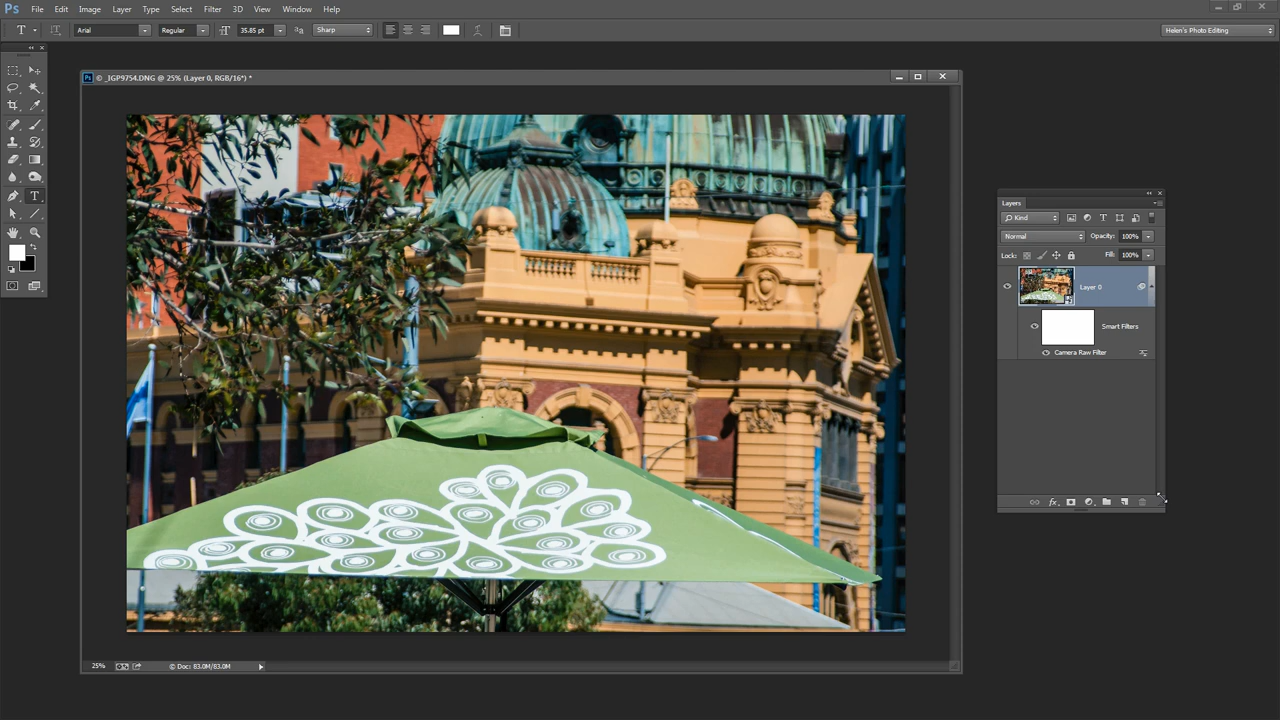 Ps File Edit Image Layer Type Select Filter 3D View Window Help
T Arial Regular 35.85 pt Sharp Helen's Photo Editing
Ps © _IGP9754.DNG @ 25% (Layer 0, RGB/16*) *
Layers
Kind
Normal Opacity: 100%
Lock: Fill: 100%
Layer 0
Smart Filters
Camera Raw Filter
fx
25% Doc: 83.0M/83.0M